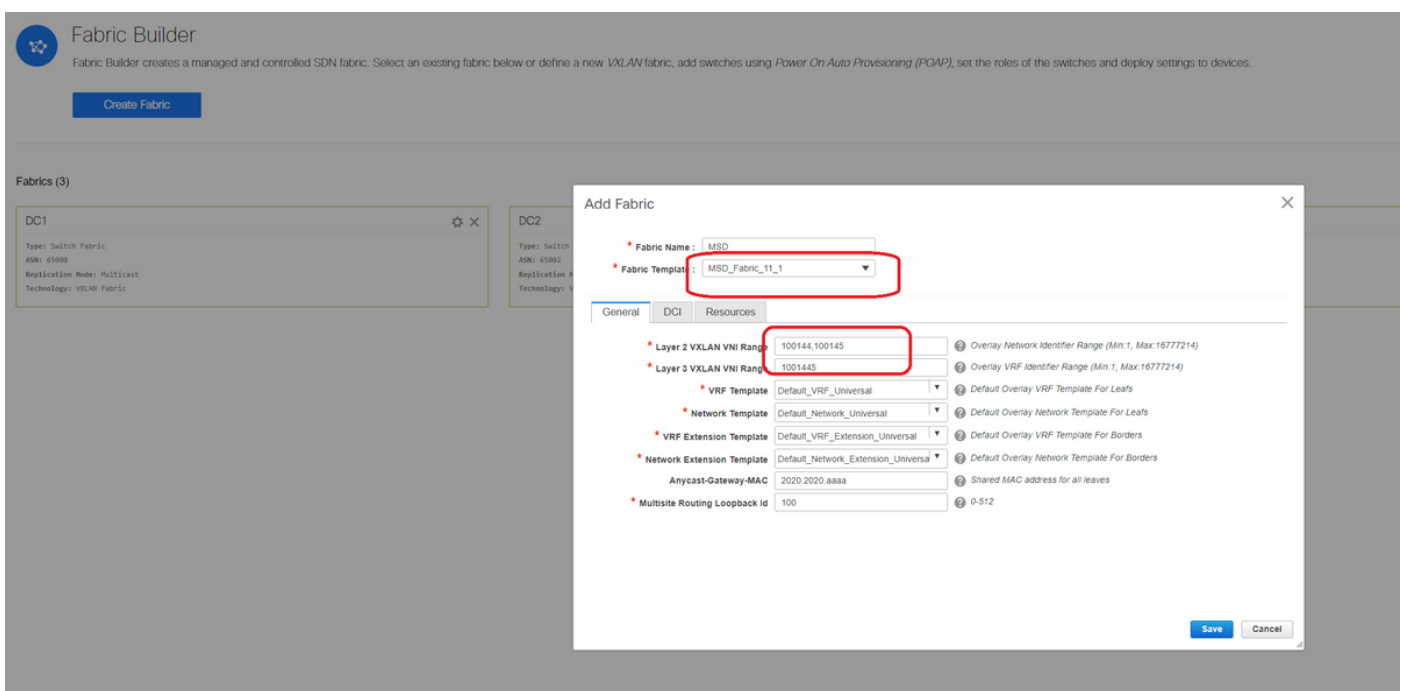 Fabric Builder
Fabric Builder creates a managed and controlled SDN fabric. Select an existing fabric below or define a new VXLAN fabric, add switches using Power On Auto Provisioning (POAP), set the roles of the switches and deploy settings to devices.
Create Fabric
Fabrics (3)
DC1
Type: Switch Fabric
ASN: 65000
Replication Mode: Multicast
Technology: VXLAN Fabric
DC2
Type: Switch
ASN: 65002
Replication
Technology:
Add Fabric
* Fabric Name : MSD
* Fabric Template : MSD_Fabric_11_1
General DCI Resources
* Layer 2 VXLAN VNI Range 100144,100145 Overlay Network Identifier Range (Min:1, Max:16777214)
* Layer 3 VXLAN VNI Range 1001445 Overlay VRF Identifier Range (Min:1, Max:16777214)
* VRF Template Default_VRF_Universal Default Overlay VRF Template For Leafs
* Network Template Default_Network_Universal Default Overlay Network Template For Leafs
* VRF Extension Template Default_VRF_Extension_Universal Default Overlay VRF Template For Borders
* Network Extension Template Default_Network_Extension_Universa Default Overlay Network Template For Borders
Anycast-Gateway-MAC 2020.2020.aaaa Shared MAC address for all leaves
* Multisite Routing Loopback Id 100 0-512
Save Cancel